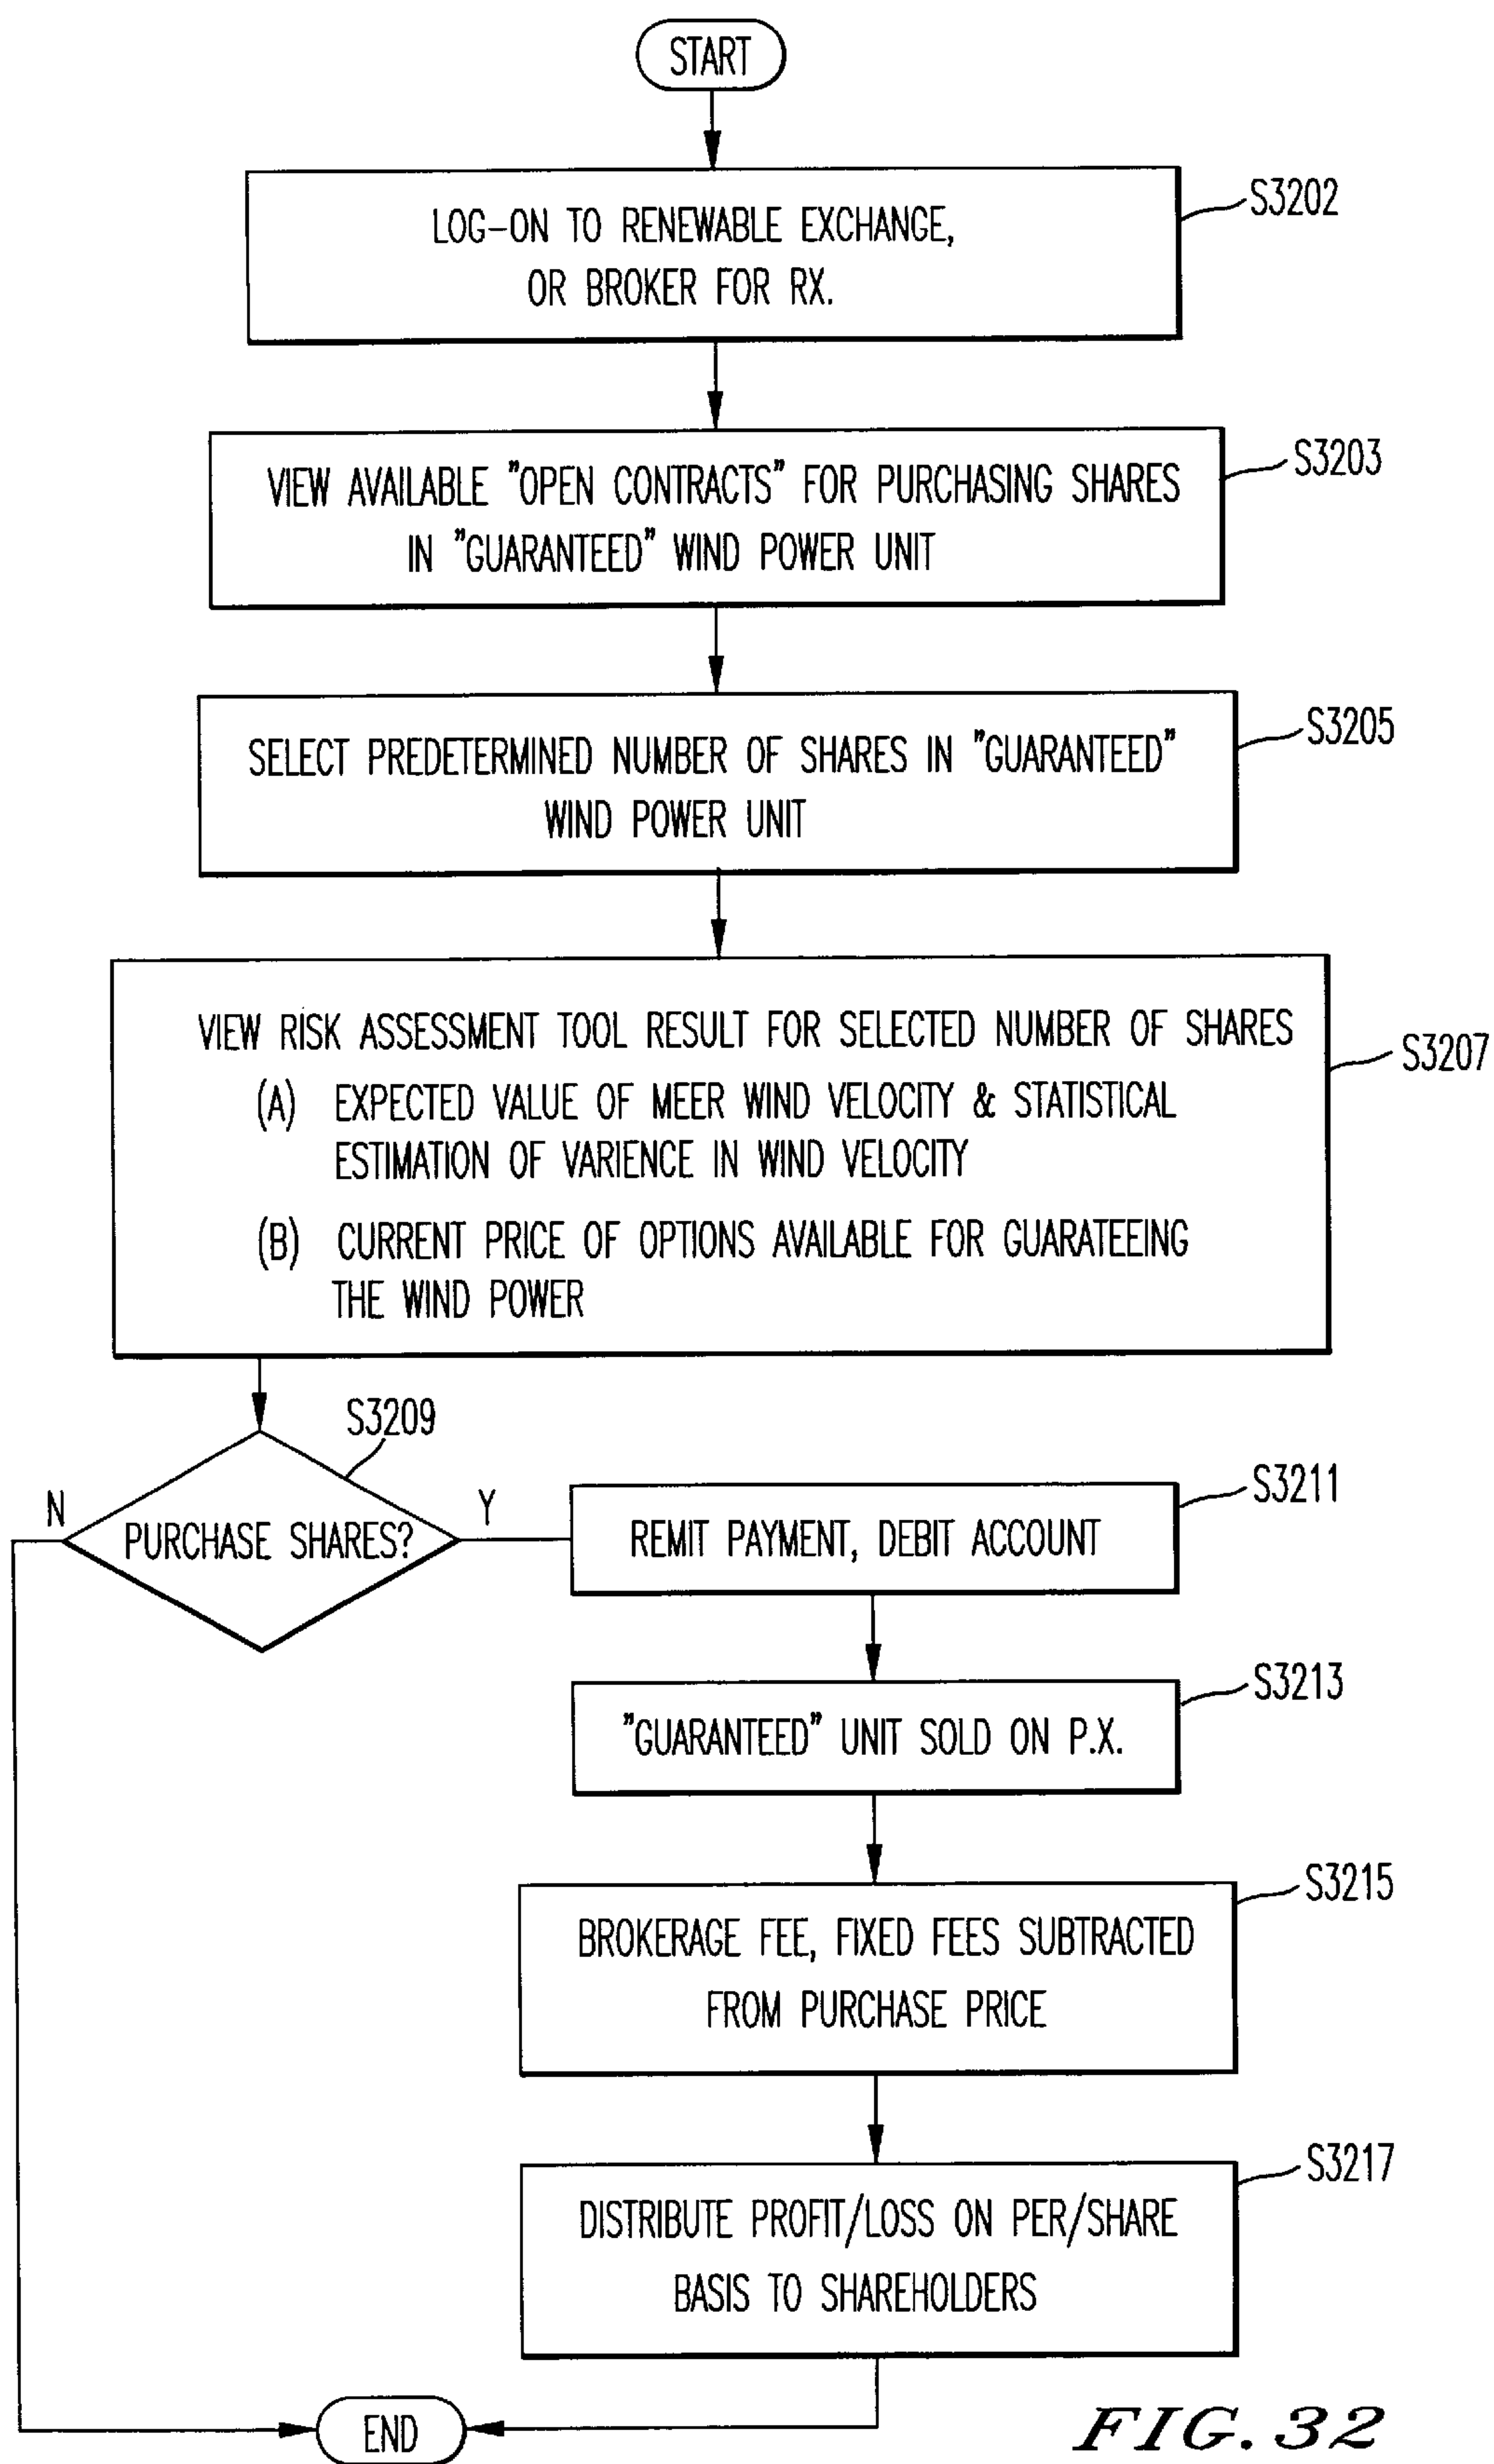 START
S3202
LOG-ON TO RENEWABLE EXCHANGE,
OR BROKER FOR RX.
S3203
VIEW AVAILABLE "OPEN CONTRACTS" FOR PURCHASING SHARES
IN "GUARANTEED" WIND POWER UNIT
S3205
SELECT PREDETERMINED NUMBER OF SHARES IN "GUARANTEED"
WIND POWER UNIT
S3207
VIEW RISK ASSESSMENT TOOL RESULT FOR SELECTED NUMBER OF SHARES
(A) EXPECTED VALUE OF MEER WIND VELOCITY & STATISTICAL
ESTIMATION OF VARIENCE IN WIND VELOCITY
(B) CURRENT PRICE OF OPTIONS AVAILABLE FOR GUARATEEING
THE WIND POWER
S3209
N
PURCHASE SHARES?
Y
S3211
REMIT PAYMENT, DEBIT ACCOUNT
S3213
"GUARANTEED" UNIT SOLD ON P.X.
S3215
BROKERAGE FEE, FIXED FEES SUBTRACTED
FROM PURCHASE PRICE
S3217
DISTRIBUTE PROFIT/LOSS ON PER/SHARE
BASIS TO SHAREHOLDERS
END
FIG. 32